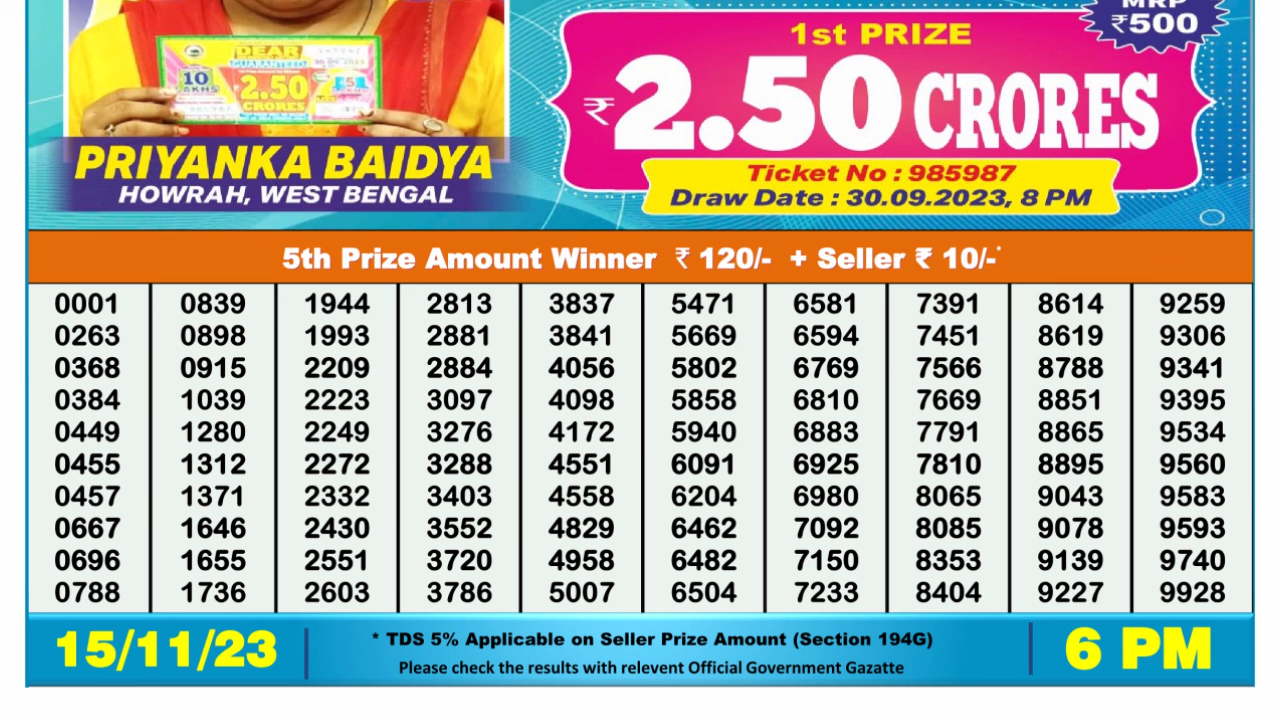 MRP
₹500
1st PRIZE
₹2.50 CRORES
Ticket No : 985987
Draw Date : 30.09.2023, 8 PM
DEAR
GUARANTEED
30.09.2023
10
2.50
CRORES
PRIYANKA BAIDYA
HOWRAH, WEST BENGAL
5th Prize Amount Winner ₹ 120/- + Seller ₹ 10/-*
0001 0839 1944 2813 3837 5471 6581 7391 8614 9259
0263 0898 1993 2881 3841 5669 6594 7451 8619 9306
0368 0915 2209 2884 4056 5802 6769 7566 8788 9341
0384 1039 2223 3097 4098 5858 6810 7669 8851 9395
0449 1280 2249 3276 4172 5940 6883 7791 8865 9534
0455 1312 2272 3288 4551 6091 6925 7810 8895 9560
0457 1371 2332 3403 4558 6204 6980 8065 9043 9583
0667 1646 2430 3552 4829 6462 7092 8085 9078 9593
0696 1655 2551 3720 4958 6482 7150 8353 9139 9740
0788 1736 2603 3786 5007 6504 7233 8404 9227 9928
15/11/23
* TDS 5% Applicable on Seller Prize Amount (Section 194G)
Please check the results with relevent Official Government Gazatte
6 PM